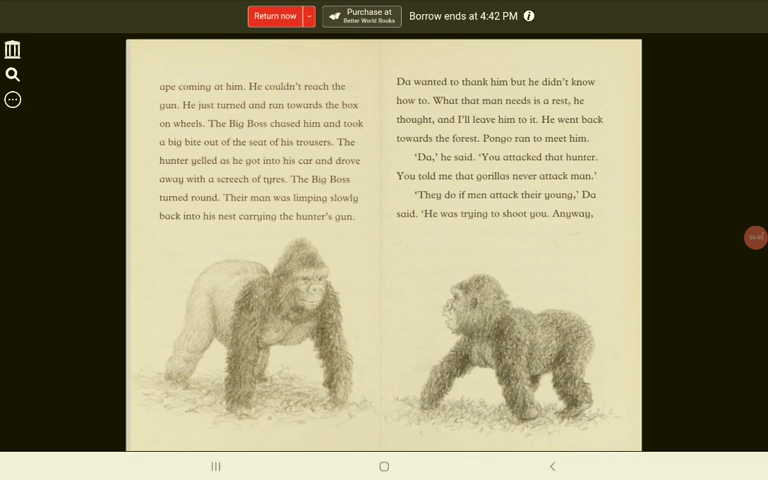 Return now
Purchase at
Better World Books
Borrow ends at 4:42 PM
ape coming at him. He couldn’t reach the
gun. He just turned and ran towards the box
on wheels. The Big Boss chased him and took
a big bite out of the seat of his trousers. The
hunter yelled as he got into his car and drove
away with a screech of tyres. The Big Boss
turned round. Their man was limping slowly
back into his nest carrying the hunter’s gun.
Da wanted to thank him but he didn’t know
how to. What that man needs is a rest, he
thought, and I’ll leave him to it. He went back
towards the forest. Pongo ran to meet him.
‘Da,’ he said. ‘You attacked that hunter.
You told me that gorillas never attack man.’
‘They do if men attack their young,’ Da
said. ‘He was trying to shoot you. Anyway,